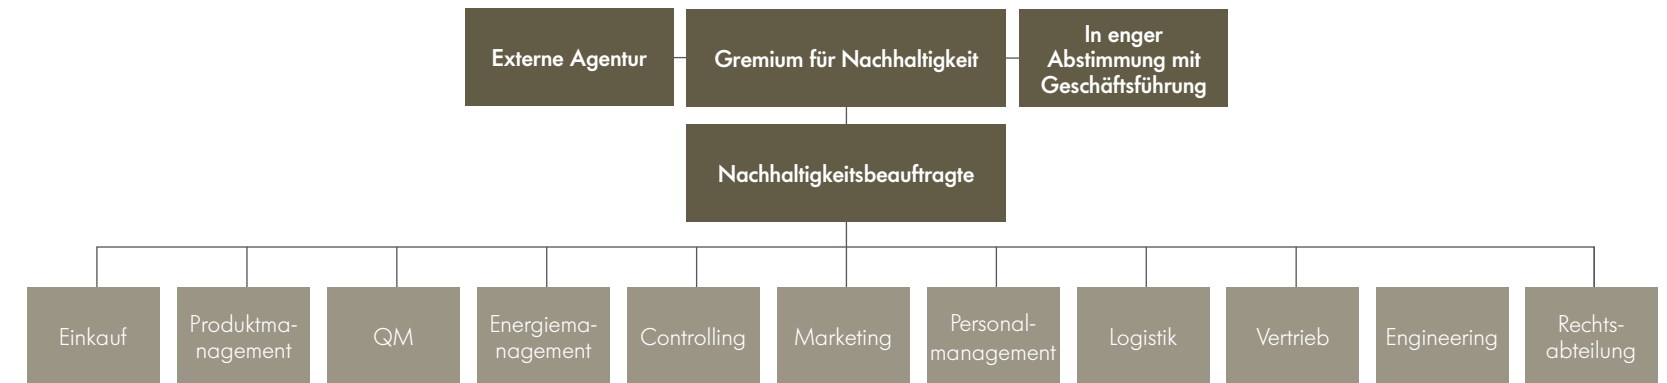 Externe Agentur
Gremium für Nachhaltigkeit
In enger
Abstimmung mit
Geschäftsführung
Nachhaltigkeitsbeauftragte
Einkauf
Produktma-
nagement
QM
Energiema-
nagement
Controlling
Marketing
Personal-
management
Logistik
Vertrieb
Engineering
Rechts-
abteilung